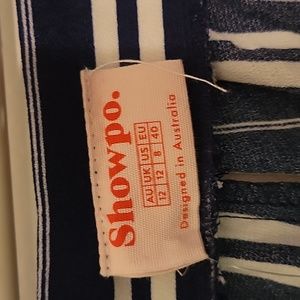 Showpo.
AU UK US EU
12 12 8 40
Designed in Australia